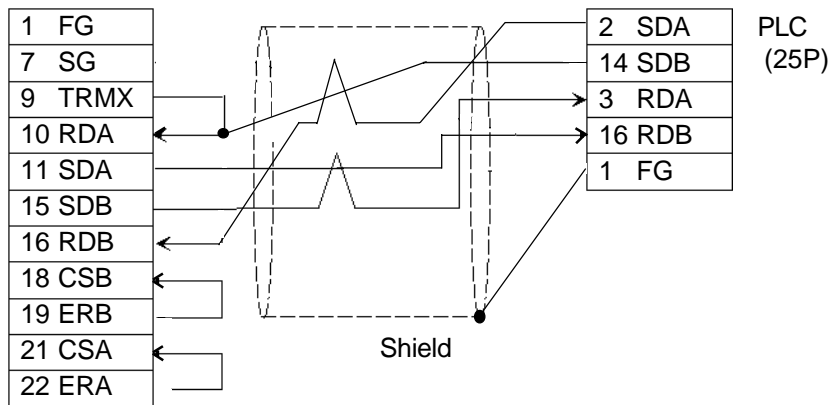 1 FG
7 SG
9 TRMX
10 RDA
11 SDA
15 SDB
16 RDB
18 CSB
19 ERB
21 CSA
22 ERA
Shield
2 SDA
14 SDB
3 RDA
16 RDB
1 FG
PLC
(25P)